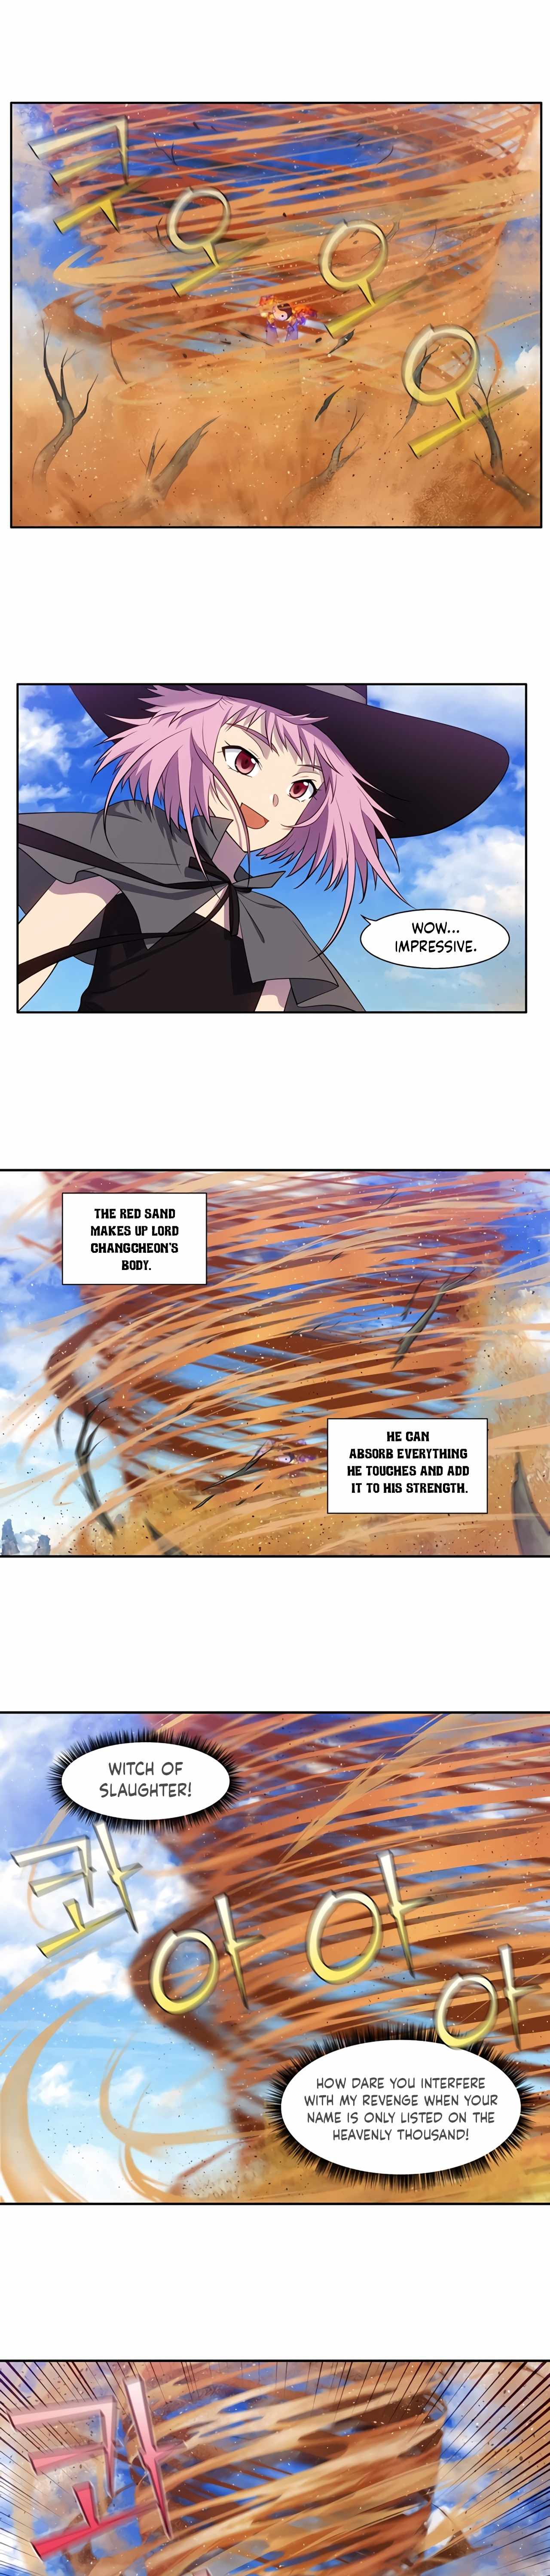 고
오
오
오
WOW...
IMPRESSIVE.
THE RED SAND
MAKES UP LORD
CHANGCHEON'S
BODY.
HE CAN
ABSORB EVERYTHING
HE TOUCHES AND ADD
IT TO HIS STRENGTH.
WITCH OF
SLAUGHTER!
콰
아
아
아
HOW DARE YOU INTERFERE
WITH MY REVENGE WHEN YOUR
NAME IS ONLY LISTED ON THE
HEAVENLY THOUSAND!
콰